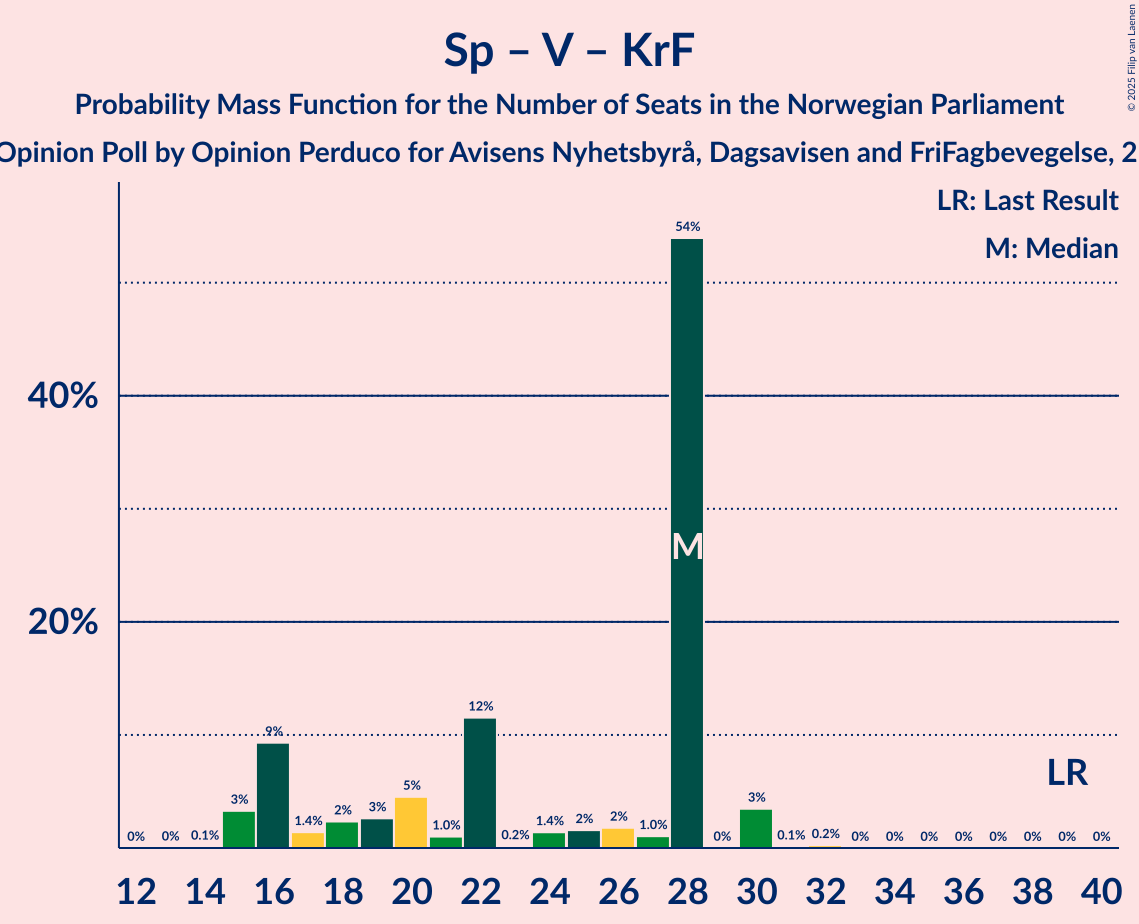 Sp – V – KrF
Probability Mass Function for the Number of Seats in the Norwegian Parliament
Opinion Poll by Opinion Perduco for Avisens Nyhetsbyrå, Dagsavisen and FriFagbevegelse, 2
© 2025 Filip van Laenen
LR: Last Result
M: Median
54%
40%
M
20%
12%
9%
LR
5%
3% 1.4% 2% 3% 1.0% 0.2% 1.4% 2% 2% 1.0% 3%
0% 0% 0.1% 0% 0.1% 0.2% 0% 0% 0% 0% 0% 0% 0% 0%
12 14 16 18 20 22 24 26 28 30 32 34 36 38 40